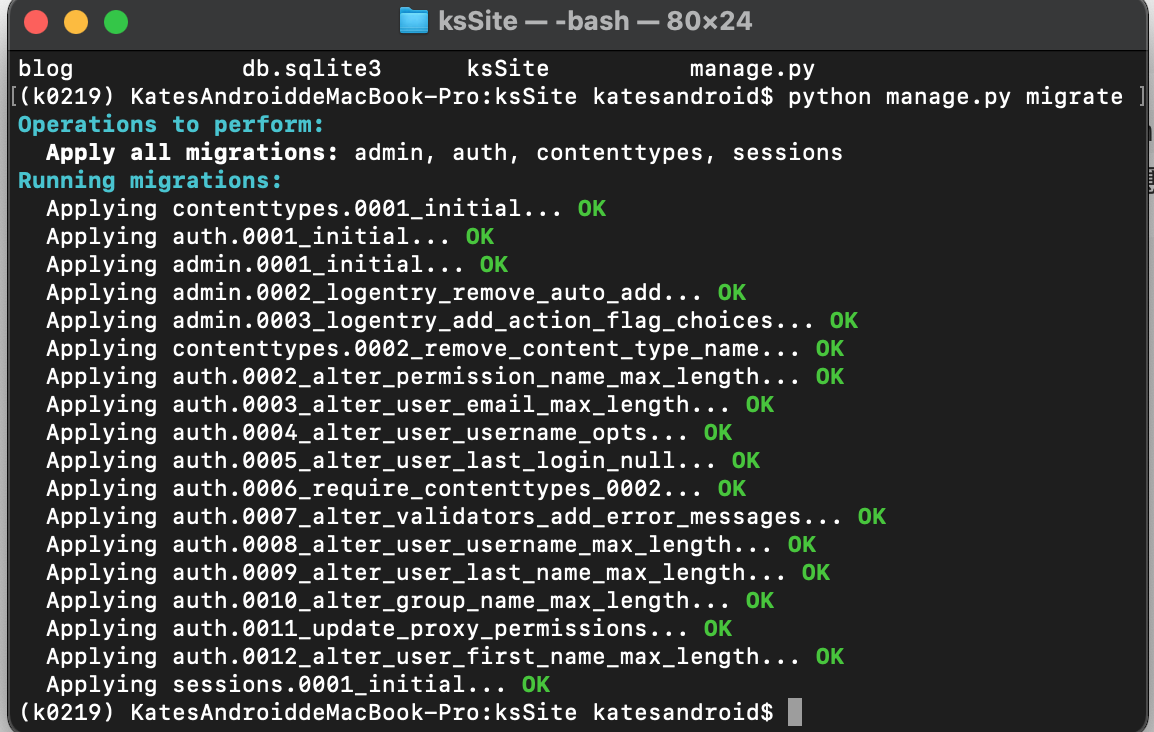 ksSite — -bash — 80×24
blog db.sqlite3 ksSite manage.py
[(k0219) KatesAndroiddeMacBook-Pro:ksSite katesandroid$ python manage.py migrate ]
Operations to perform:
Apply all migrations: admin, auth, contenttypes, sessions
Running migrations:
Applying contenttypes.0001_initial... OK
Applying auth.0001_initial... OK
Applying admin.0001_initial... OK
Applying admin.0002_logentry_remove_auto_add... OK
Applying admin.0003_logentry_add_action_flag_choices... OK
Applying contenttypes.0002_remove_content_type_name... OK
Applying auth.0002_alter_permission_name_max_length... OK
Applying auth.0003_alter_user_email_max_length... OK
Applying auth.0004_alter_user_username_opts... OK
Applying auth.0005_alter_user_last_login_null... OK
Applying auth.0006_require_contenttypes_0002... OK
Applying auth.0007_alter_validators_add_error_messages... OK
Applying auth.0008_alter_user_username_max_length... OK
Applying auth.0009_alter_user_last_name_max_length... OK
Applying auth.0010_alter_group_name_max_length... OK
Applying auth.0011_update_proxy_permissions... OK
Applying auth.0012_alter_user_first_name_max_length... OK
Applying sessions.0001_initial... OK
(k0219) KatesAndroiddeMacBook-Pro:ksSite katesandroid$